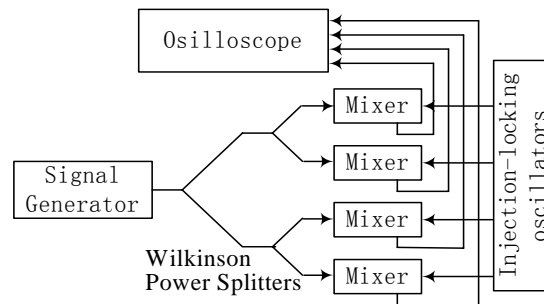 Osilloscope
Mixer
Mixer
Signal
Generator
Mixer
Wilkinson
Power Splitters
Mixer
Injection-locking
oscillators